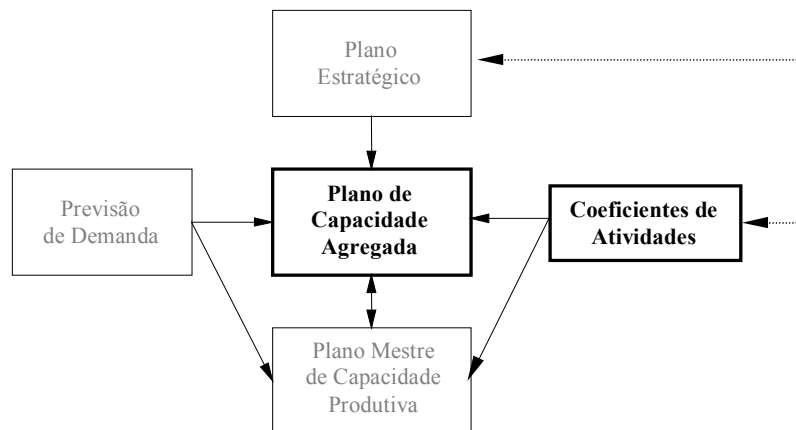 Plano
Estratégico
Previsão
de Demanda
Plano de
Capacidade
Agregada
Coeficientes de
Atividades
Plano Mestre
de Capacidade
Produtiva